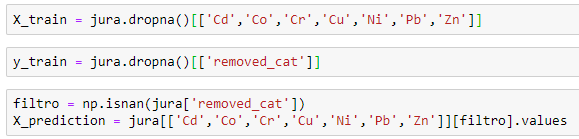 X_train = jura.dropna()[['Cd','Co','Cr','Cu','Ni','Pb','Zn']]
y_train = jura.dropna()[['removed_cat']]
filtro = np.isnan(jura['removed_cat'])
X_prediction = jura[['Cd','Co','Cr','Cu','Ni','Pb','Zn']][filtro].values